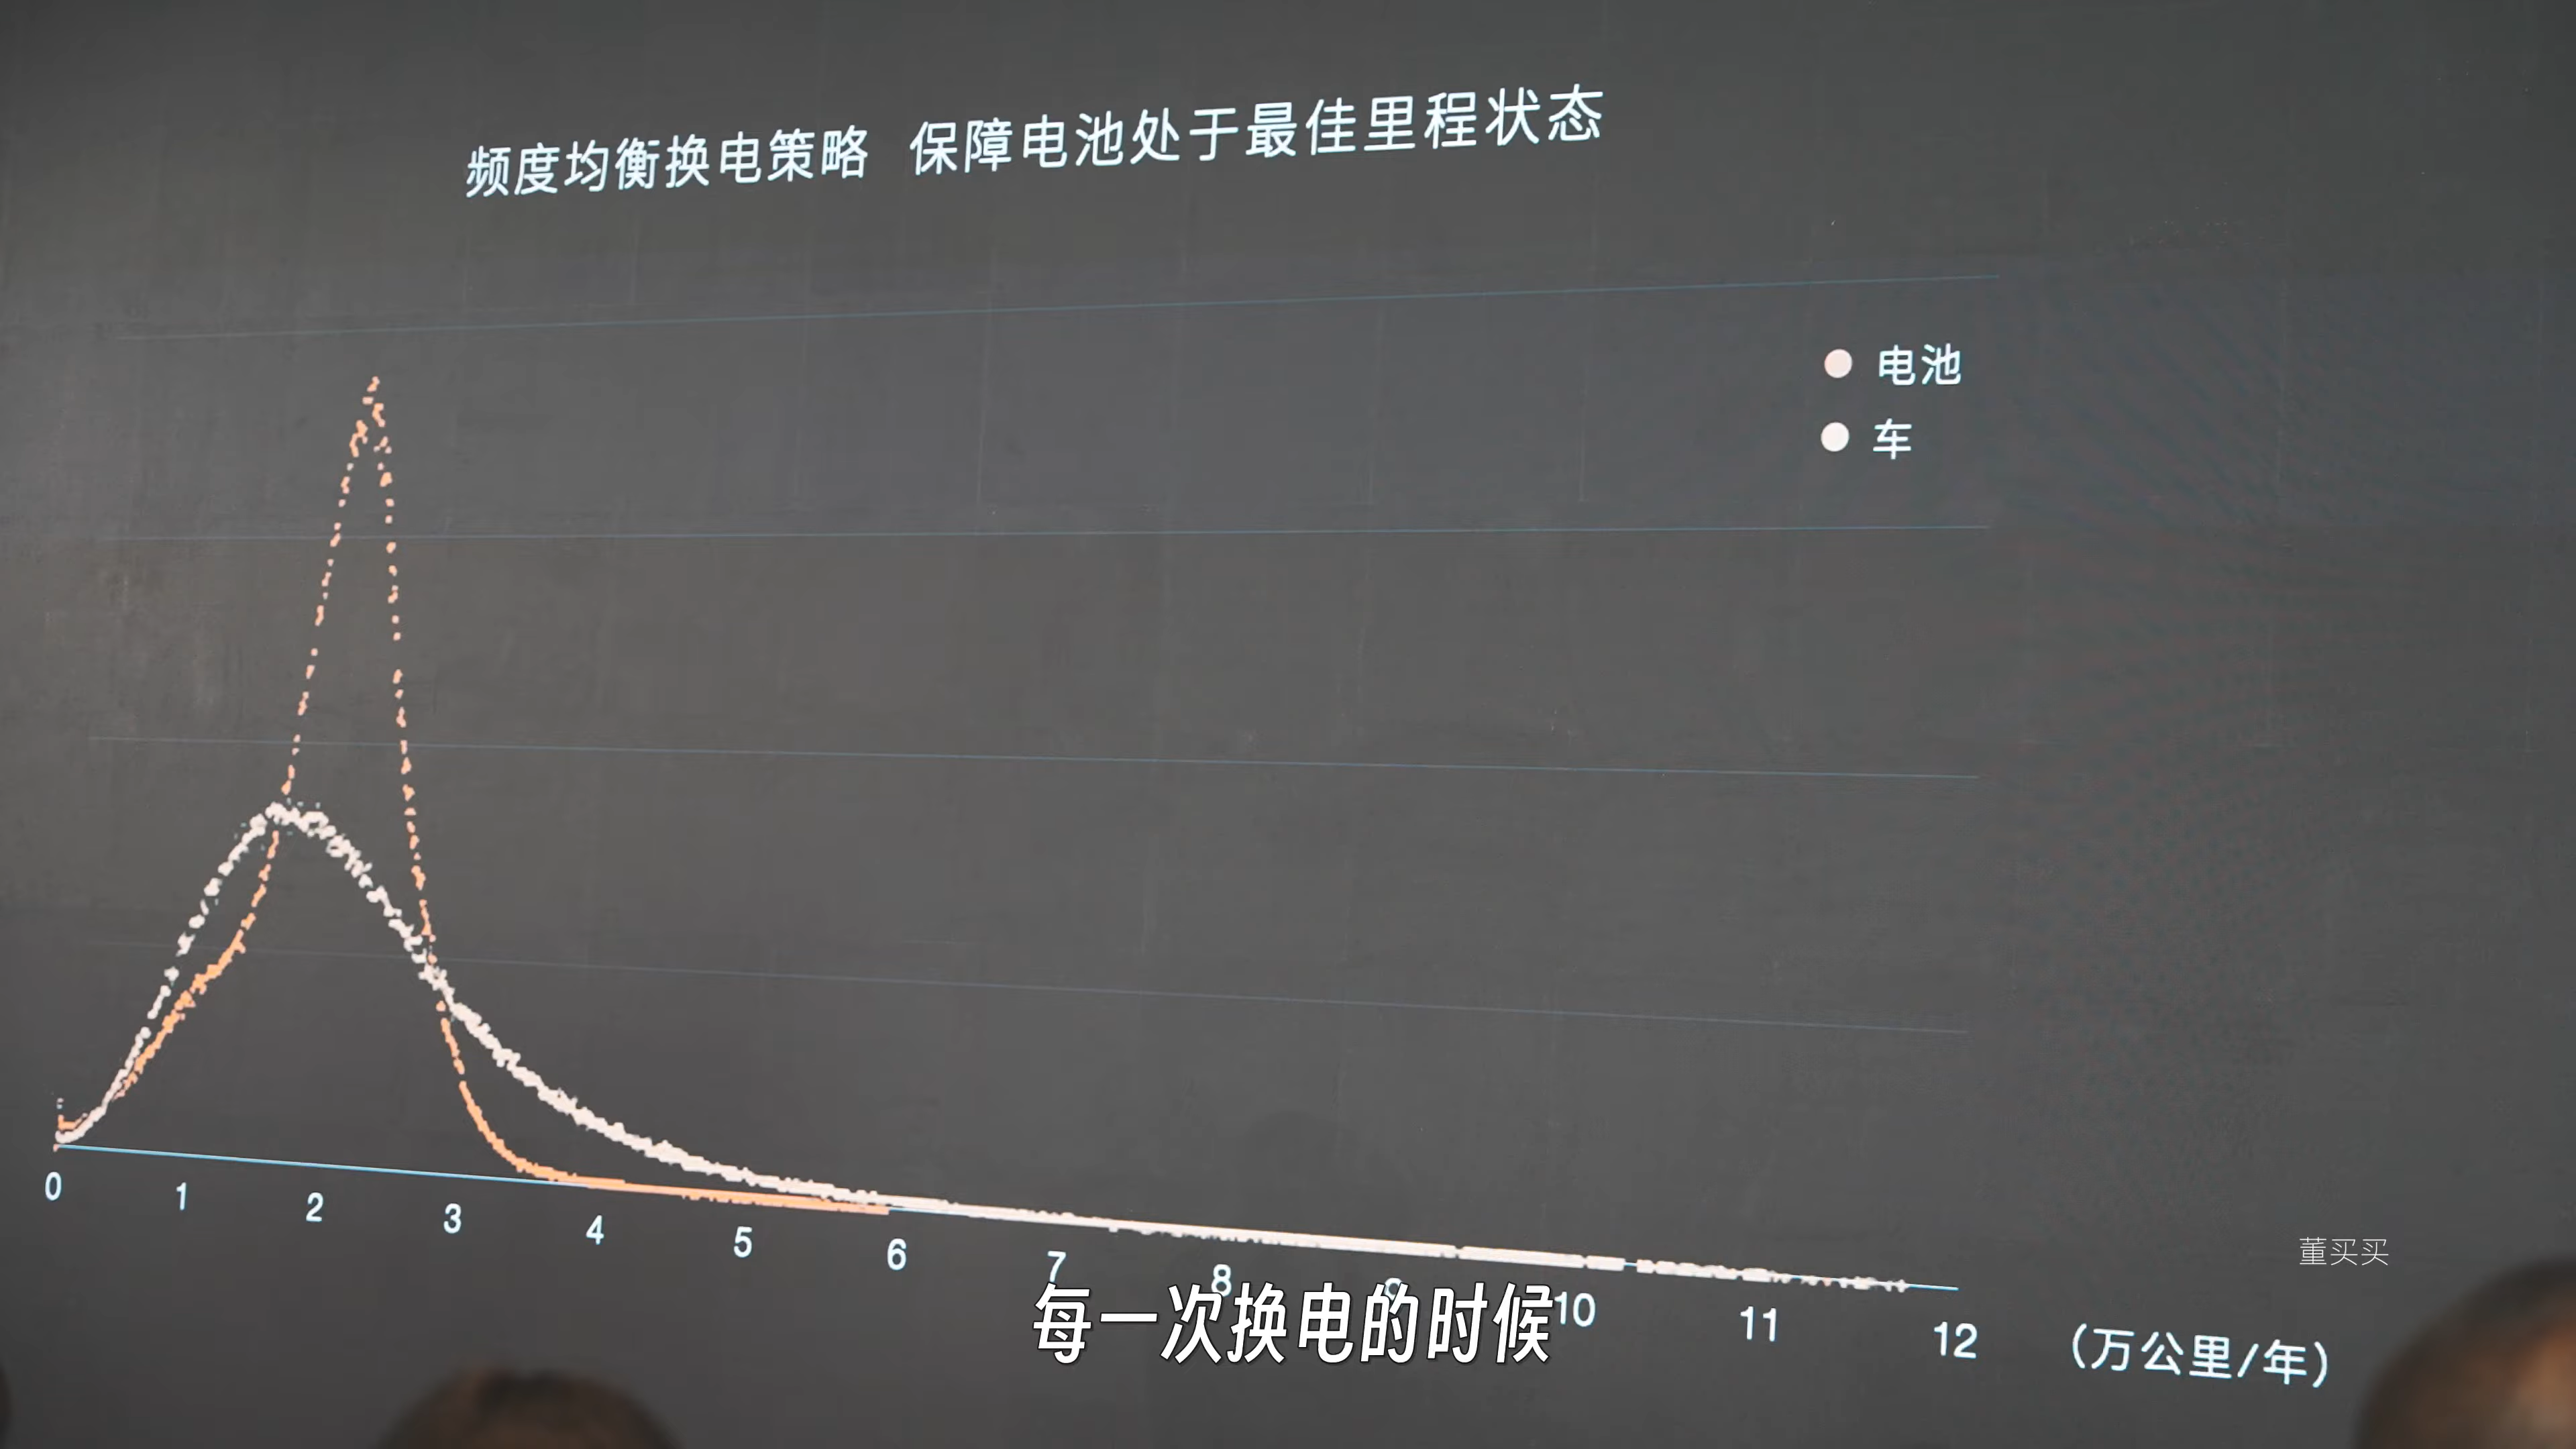 频度均衡换电策略 保障电池处于最佳里程状态
电池
车
0 1 2 3 4 5 6 7 8 9 10 11 12 (万公里/年)
董买买
每一次换电的时候